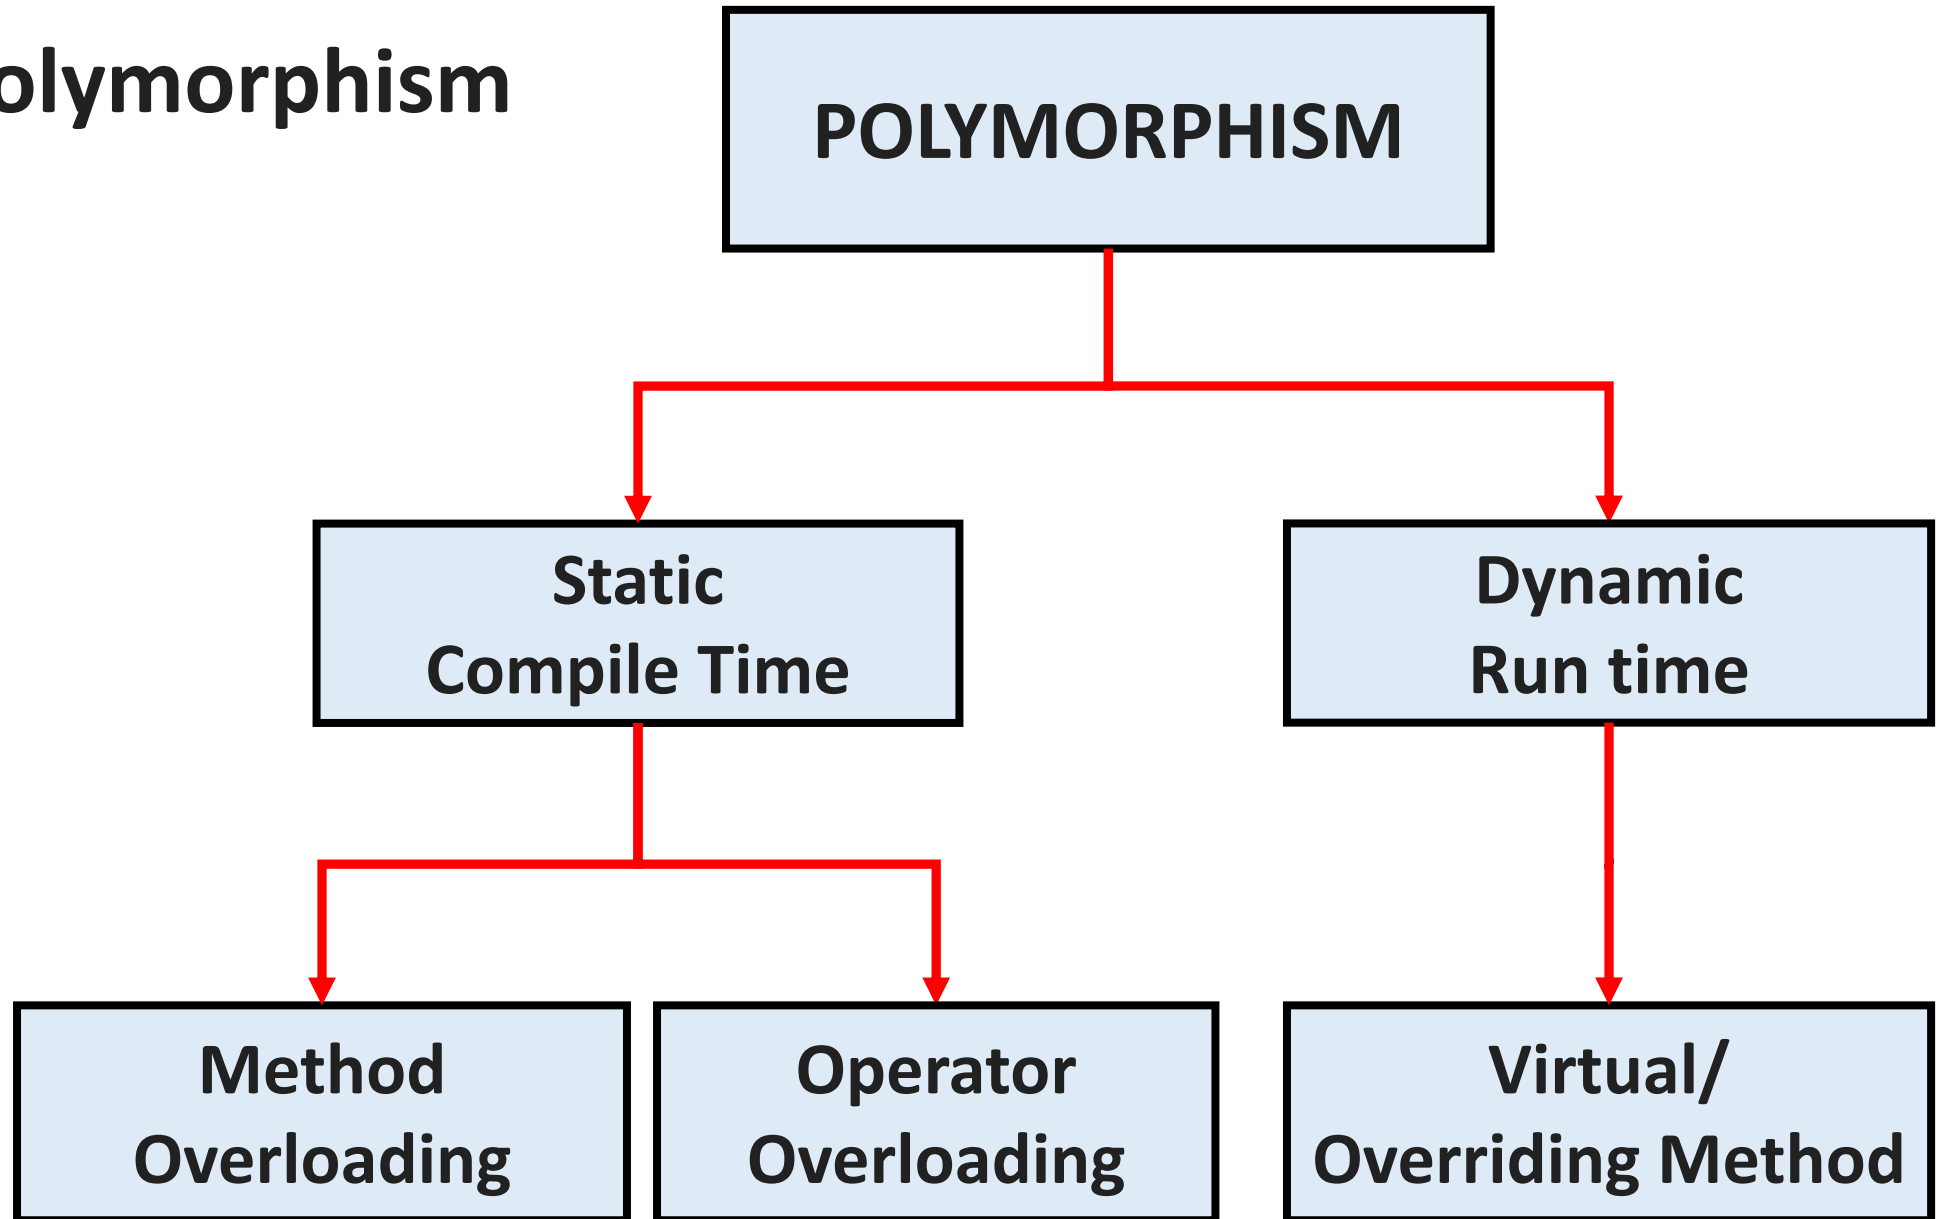 olymorphism
POLYMORPHISM
Static
Compile Time
Dynamic
Run time
Method
Overloading
Operator
Overloading
Virtual/
Overriding Method